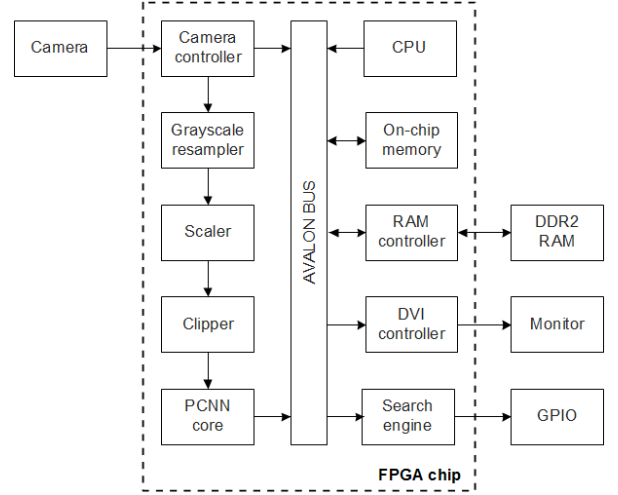 Camera
Camera
controller
CPU
Grayscale
resampler
On-chip
memory
AVALON BUS
Scaler
RAM
controller
DDR2
RAM
Clipper
DVI
controller
Monitor
PCNN
core
Search
engine
GPIO
FPGA chip